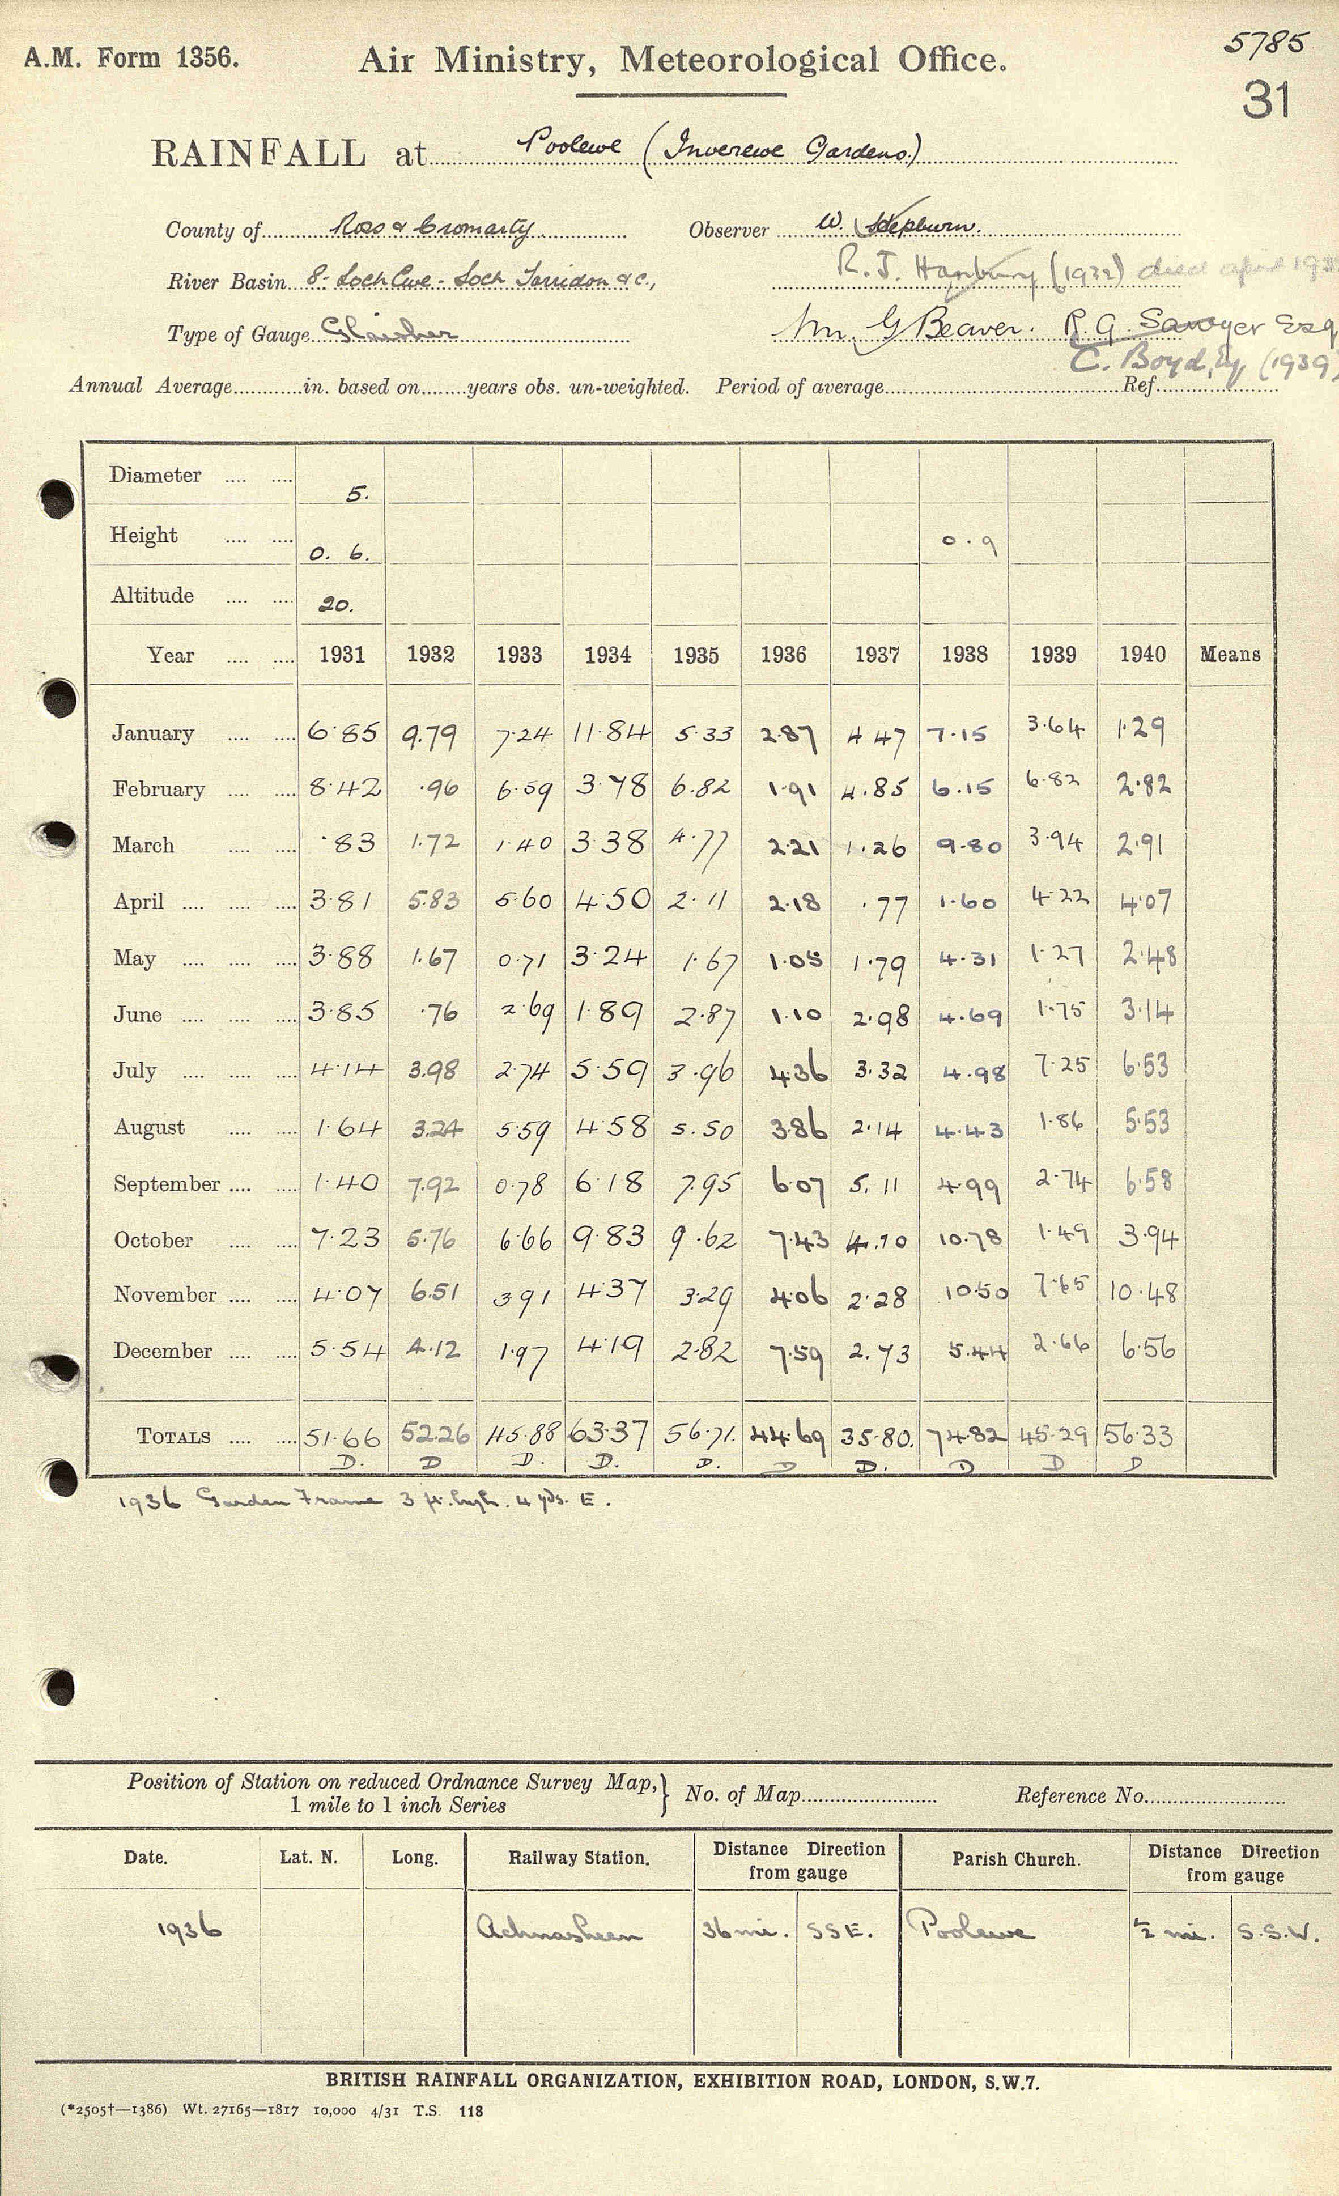 A.M. Form 1356.
Air Ministry, Meteorological Office.
5785
31
RAINFALL at Poolewe (Inverewe Gardens.)
County of Ross & Cromarty. Observer W. Hepburn.
R. J. Hanbury (1932) died april 193
River Basin 8- Loch Ewe - Loch Torridon &c.,
Type of Gauge Glaisher Mr. G Beaver. R. G. Sawyer Esq
C. Boyd, Esq (1939)
Annual Average in. based on years obs. un-weighted. Period of average Ref.
Diameter 5.
Height 0. 6. 0.9
Altitude 20.
Year 1931 1932 1933 1934 1935 1936 1937 1938 1939 1940 Means
January 6.85 9.79 7.24 11.84 5.33 2.87 4.47 7.15 3.64 1.29
February 8.42 .96 6.59 3.78 6.82 1.91 4.85 6.15 6.82 2.82
March .83 1.72 1.40 3.38 4.77 2.21 1.26 9.80 3.94 2.91
April 3.81 5.83 5.60 4.50 2.11 2.18 .77 1.60 4.22 4.07
May 3.88 1.67 0.71 3.24 1.67 1.05 1.79 4.31 1.27 2.48
June 3.85 .76 2.69 1.89 2.87 1.10 2.98 4.69 1.75 3.14
July 4.14 3.98 2.74 5.59 3.96 4.36 3.32 4.98 7.25 6.53
August 1.64 3.24 5.59 4.58 5.50 3.86 2.14 4.43 1.86 5.53
September 1.40 7.92 0.78 6.18 7.95 6.07 5.11 4.99 2.74 6.58
October 7.23 5.76 6.66 9.83 9.62 7.43 4.10 10.78 1.49 3.94
November 4.07 6.51 3.91 4.37 3.29 4.06 2.28 10.50 7.65 10.48
December 5.54 4.12 1.97 4.19 2.82 7.59 2.73 5.44 2.66 6.56
TOTALS 51.66 52.26 45.88 63.37 56.71. 44.69 35.80. 74.82 45.29 56.33
D. D D. D. D. D D. D D D
1936 Garden Frame 3 ft. high. 4 yds. E.
Position of Station on reduced Ordnance Survey Map, 1 mile to 1 inch Series } No. of Map Reference No.
Date. Lat. N. Long. Railway Station. Distance Direction from gauge Parish Church. Distance Direction from gauge
1936 Achnasheen 36 mi. SSE. Poolewe ½ mi. S.S.W.
BRITISH RAINFALL ORGANIZATION, EXHIBITION ROAD, LONDON, S.W.7.
(*2505†—1386) Wt. 27165—1817 10,000 4/31 T.S. 118